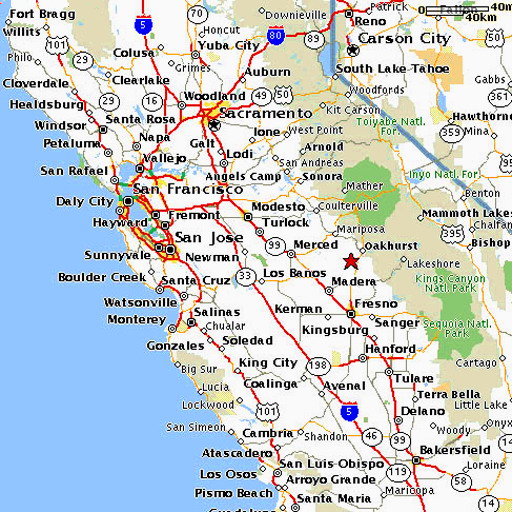 Fort Bragg
70
Downieville
Patrick
Fallon
40m
40km
Willits
101
5
Honcut
80
89
Reno
Philo
Colusa
Yuba City
Carson City
Cloverdale
29
Clearlake
Grimes
Auburn
South Lake Tahoe
Gabbs
361
Healdsburg
29
16
Woodland
49
50
Woodfords
Windsor
Santa Rosa
Sacramento
Kit Carson
Hawthorne
Petaluma
Napa
Ione
West Point
Toiyabe Natl. For.
359
Mina
San Rafael
Vallejo
Galt
Lodi
Arnold
San Andreas
Inyo Natl. For.
Angels Camp
Sonora
San Francisco
Mather
Benton
Daly City
Modesto
Coulterville
Mammoth Lakes
Hayward
Fremont
Turlock
Mariposa
395
Chalfant
San Jose
99
Merced
Oakhurst
Bishop
Sunnyvale
Newman
Lakeshore
Boulder Creek
Santa Cruz
33
Los Banos
Madera
Kings Canyon Natl. Park
Watsonville
Fresno
Monterey
Salinas
Kerman
Sanger
Sequoia Natl. Park
Chualar
Kingsburg
Gonzales
Soledad
Hanford
Big Sur
King City
198
Cartago
Lucia
Coalinga
Avenal
Tulare
Lockwood
101
5
Terra Bella
Little Lake
San Simeon
Delano
Cambria
Shandon
46
99
Woody
Onyx
14
Atascadero
Bakersfield
Los Osos
San Luis Obispo
119
Loraine
Pismo Beach
Arroyo Grande
58
Maricopa
Santa Maria
14